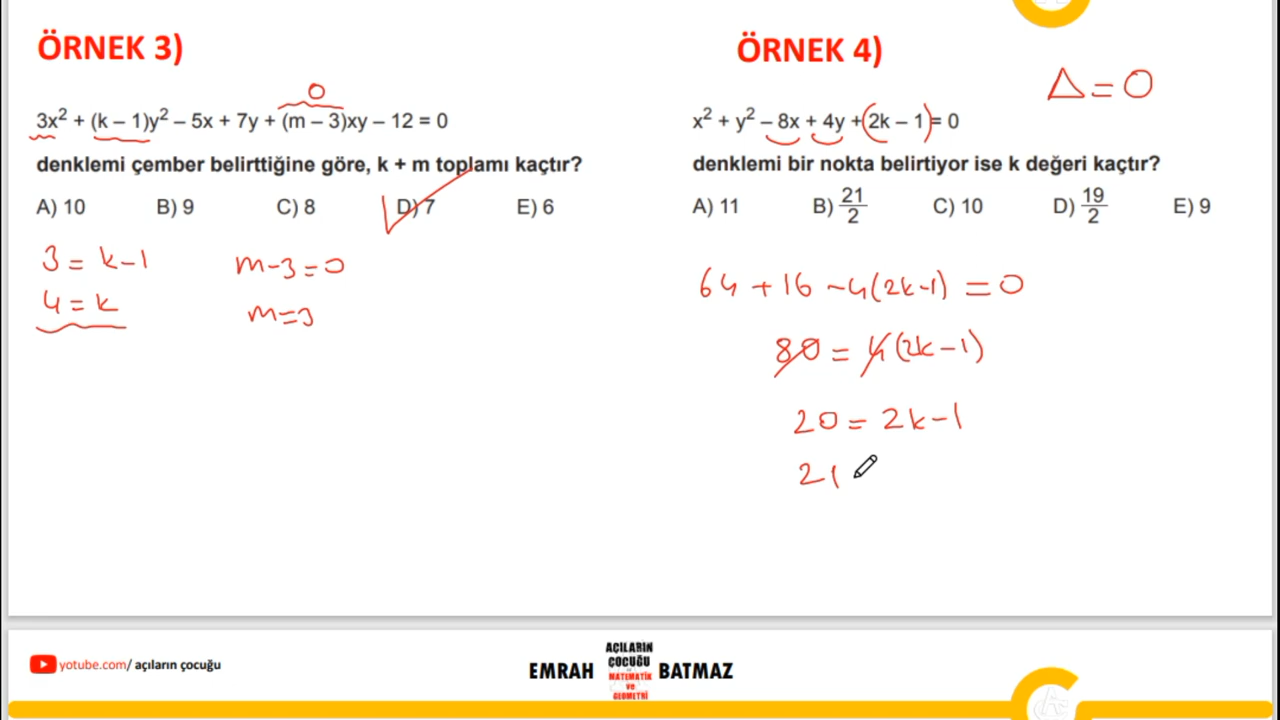 ÖRNEK 3)
0
3x² + (k – 1)y² – 5x + 7y + (m – 3)xy – 12 = 0
denklemi çember belirttiğine göre, k + m toplamı kaçtır?
A) 10 B) 9 C) 8 D) 7 E) 6
3 = k-1
4 = k
m-3=0
m=3
ÖRNEK 4)
Δ=0
x² + y² – 8x + 4y + (2k – 1) = 0
denklemi bir nokta belirtiyor ise k değeri kaçtır?
A) 11 B) 21/2 C) 10 D) 19/2 E) 9
64 + 16 -4(2k-1) = 0
80 = 4(2k-1)
20 = 2k-1
21
yotube.com/ açıların çocuğu
EMRAH
AÇILARIN
ÇOCUĞU
MATEMATİK
ve
GEOMETRİ
BATMAZ